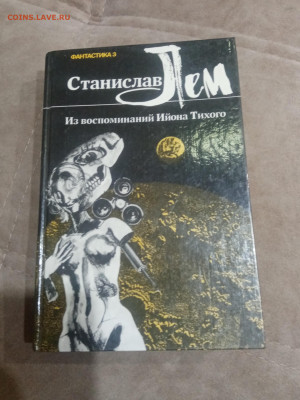 COINS.LAVE.RU
ФАНТАСТИКА 3
Станислав Лем
Из воспоминаний Ийона Тихого